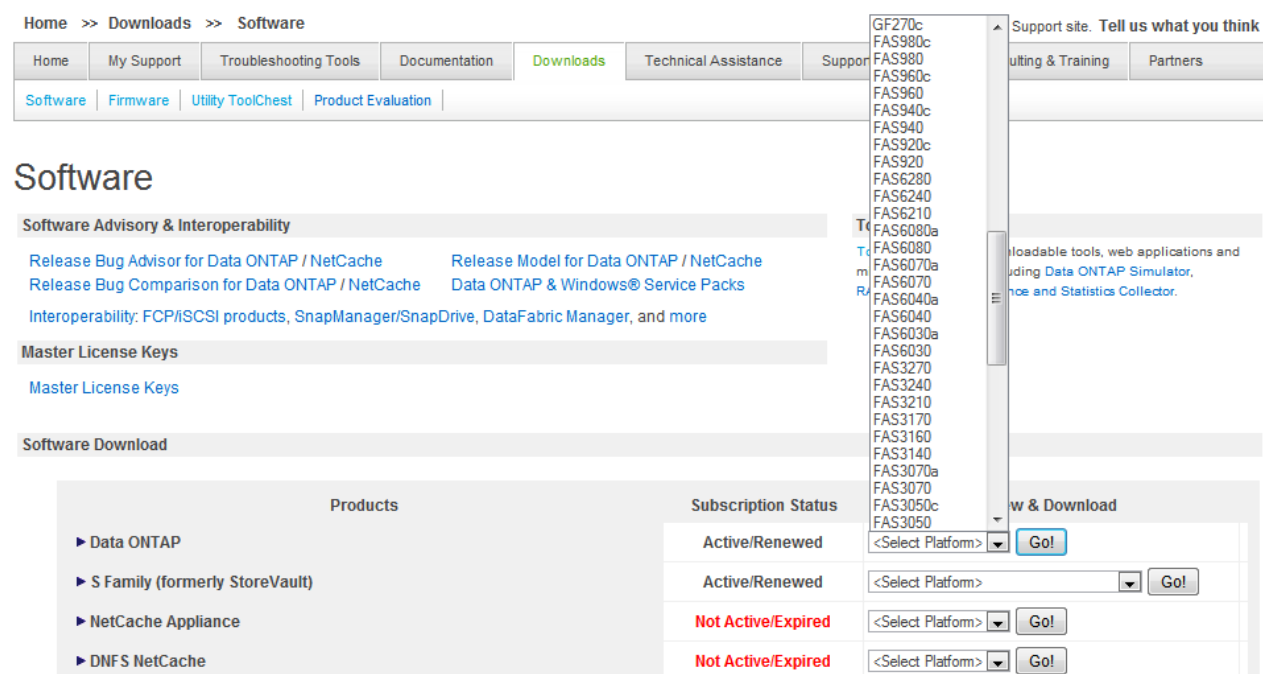 Home >> Downloads >> Software
Support site. Tell us what you think
Home My Support Troubleshooting Tools Documentation Downloads Technical Assistance Suppor ulting & Training Partners
Software Firmware Utility ToolChest Product Evaluation
GF270c
FAS980c
FAS980
FAS960c
FAS960
FAS940c
FAS940
FAS920c
FAS920
FAS6280
FAS6240
FAS6210
FAS6080a
FAS6080
FAS6070a
FAS6070
FAS6040a
FAS6040
FAS6030a
FAS6030
FAS3270
FAS3240
FAS3210
FAS3170
FAS3160
FAS3140
FAS3070a
FAS3070
FAS3050c
FAS3050
Software
Software Advisory & Interoperability
Release Bug Advisor for Data ONTAP / NetCache Release Model for Data ONTAP / NetCache
Release Bug Comparison for Data ONTAP / NetCache Data ONTAP & Windows® Service Packs
Interoperability: FCP/iSCSI products, SnapManager/SnapDrive, DataFabric Manager, and more
nloadable tools, web applications and
uding Data ONTAP Simulator,
nce and Statistics Collector.
Master License Keys
Master License Keys
Software Download
Products Subscription Status w & Download
Data ONTAP Active/Renewed <Select Platform> Go!
S Family (formerly StoreVault) Active/Renewed <Select Platform> Go!
NetCache Appliance Not Active/Expired <Select Platform> Go!
DNFS NetCache Not Active/Expired <Select Platform> Go!